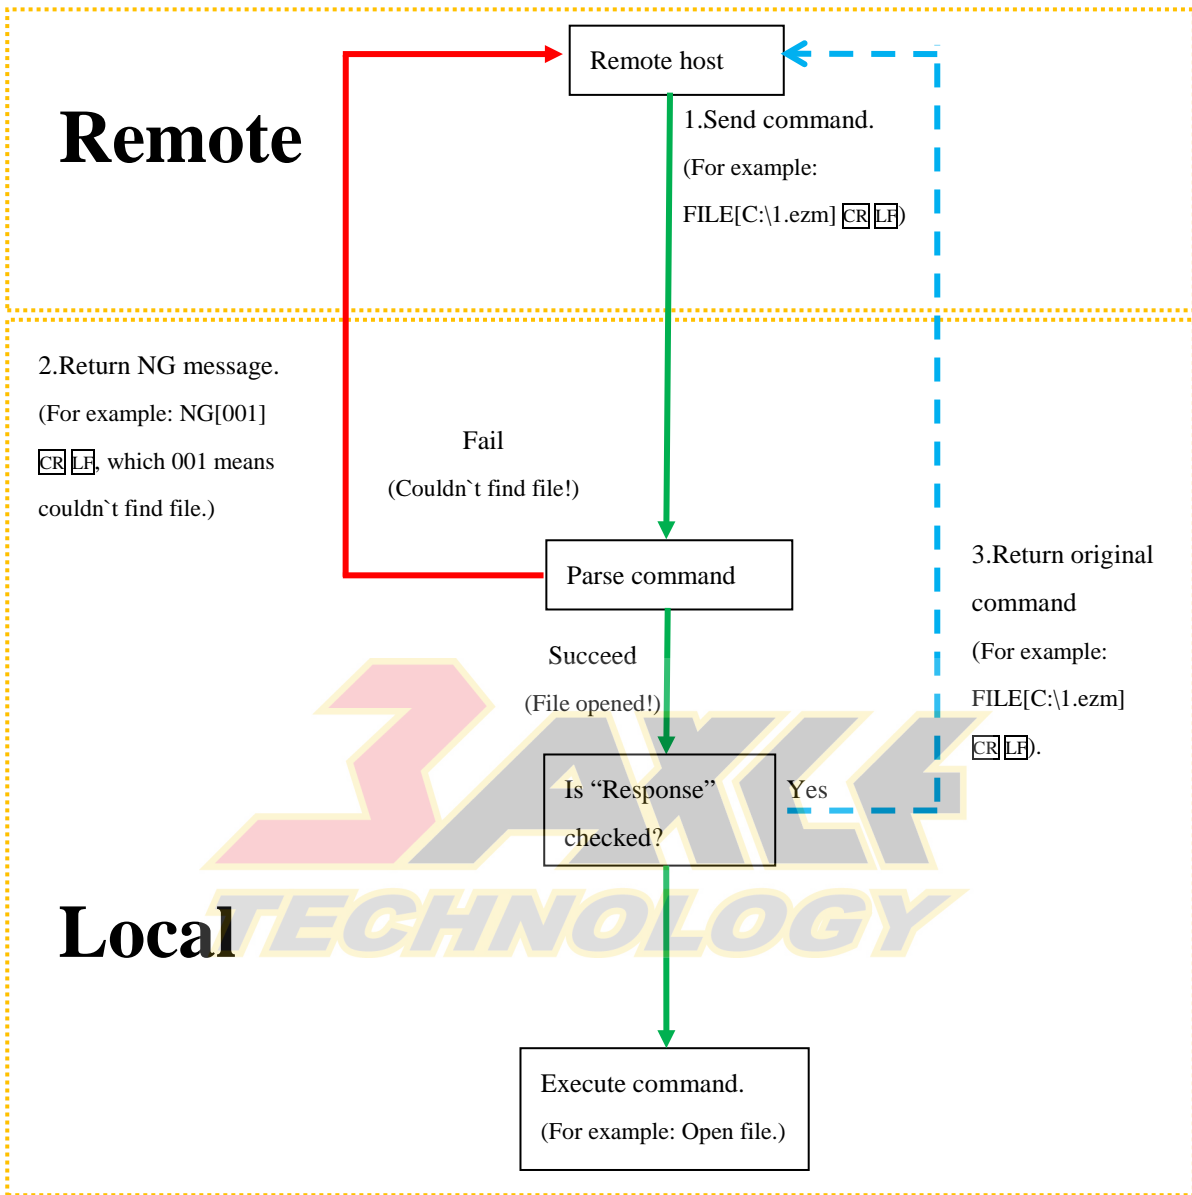 Remote host
Remote
1.Send command.
(For example:
FILE[C:\1.ezm] CR LF)
2.Return NG message.
(For example: NG[001]
CR LF, which 001 means
couldn`t find file.)
Fail
(Couldn`t find file!)
Parse command
3.Return original
command
(For example:
FILE[C:\1.ezm]
CR LF).
Succeed
(File opened!)
Is “Response”
checked?
Yes
3AXLE
TECHNOLOGY
Local
Execute command.
(For example: Open file.)